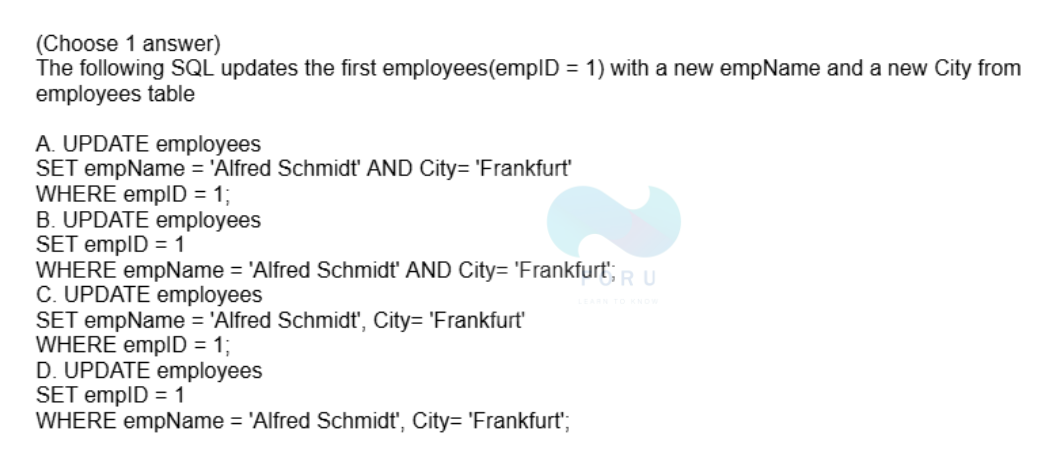 (Choose 1 answer)
The following SQL updates the first employees(empID = 1) with a new empName and a new City from
employees table
A. UPDATE employees
SET empName = 'Alfred Schmidt' AND City= 'Frankfurt'
WHERE empID = 1;
B. UPDATE employees
SET empID = 1
WHERE empName = 'Alfred Schmidt' AND City= 'Frankfurt';
C. UPDATE employees
SET empName = 'Alfred Schmidt', City= 'Frankfurt'
WHERE empID = 1;
D. UPDATE employees
SET empID = 1
WHERE empName = 'Alfred Schmidt', City= 'Frankfurt';
LEARN TO KNOW